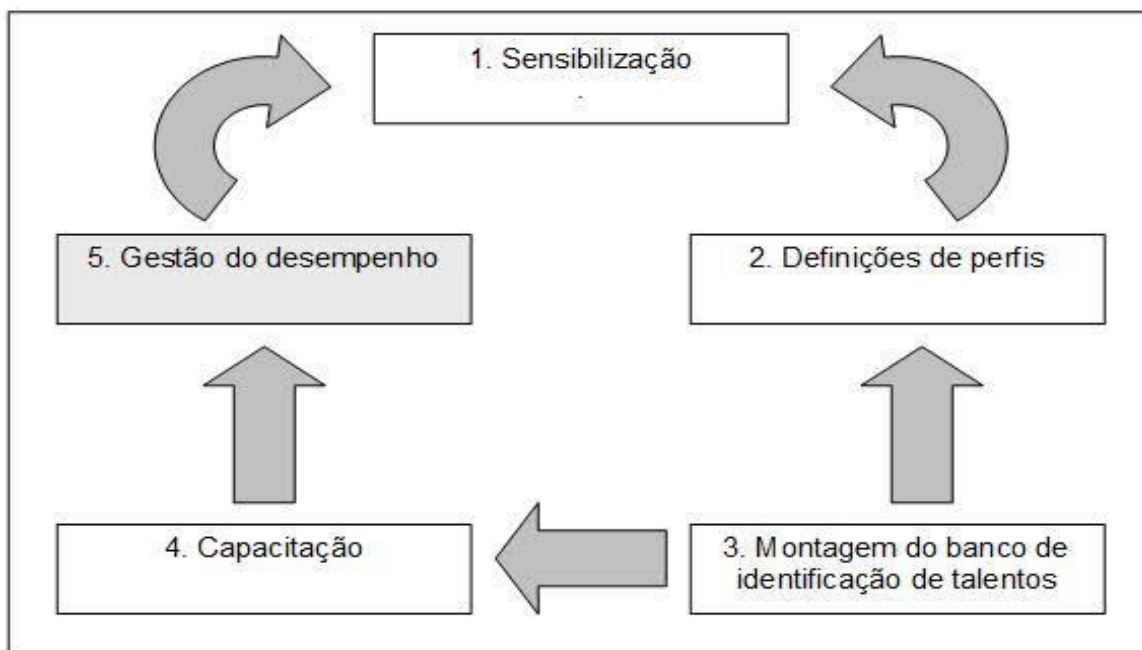 1. Sensibilização
.
5. Gestão do desempenho
2. Definições de perfis
4. Capacitação
3. Montagem do banco de
identificação de talentos